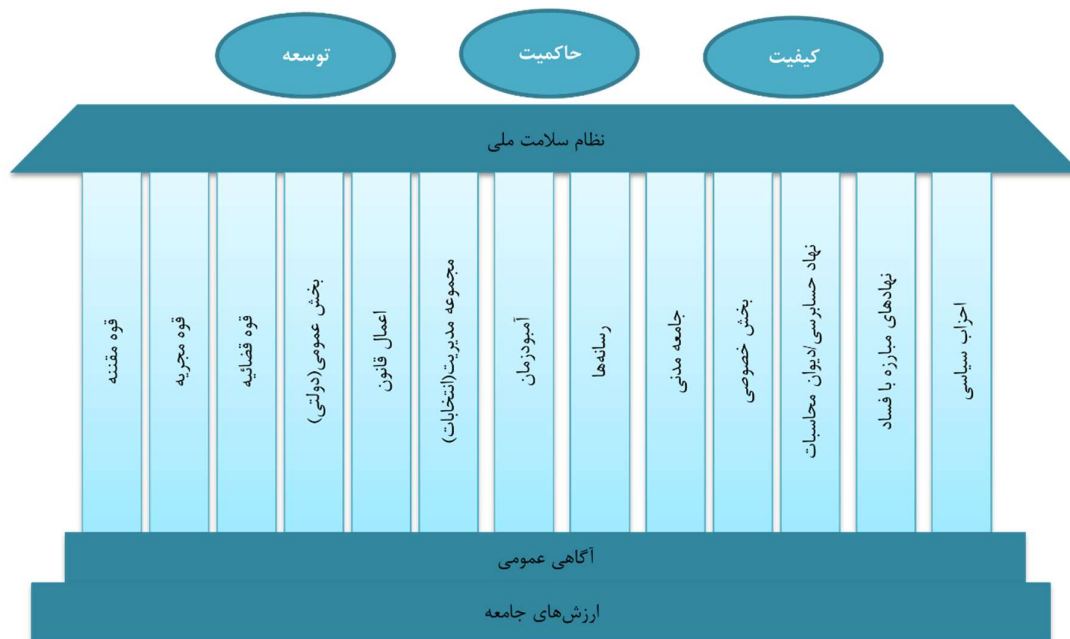 کیفیت
حاکمیت
توسعه
نظام سلامت ملی
احزاب سیاسی
نهادهای مبارزه با فساد
نهاد حسابرسی/دیوان محاسبات
بخش خصوصی
جامعه مدنی
رسانه‌ها
آمبودزمان
مجموعه مدیریت(انتخابات)
اعمال قانون
بخش عمومی(دولتی)
قوه قضائیه
قوه مجریه
قوه مقننه
آگاهی عمومی
ارزش‌های جامعه